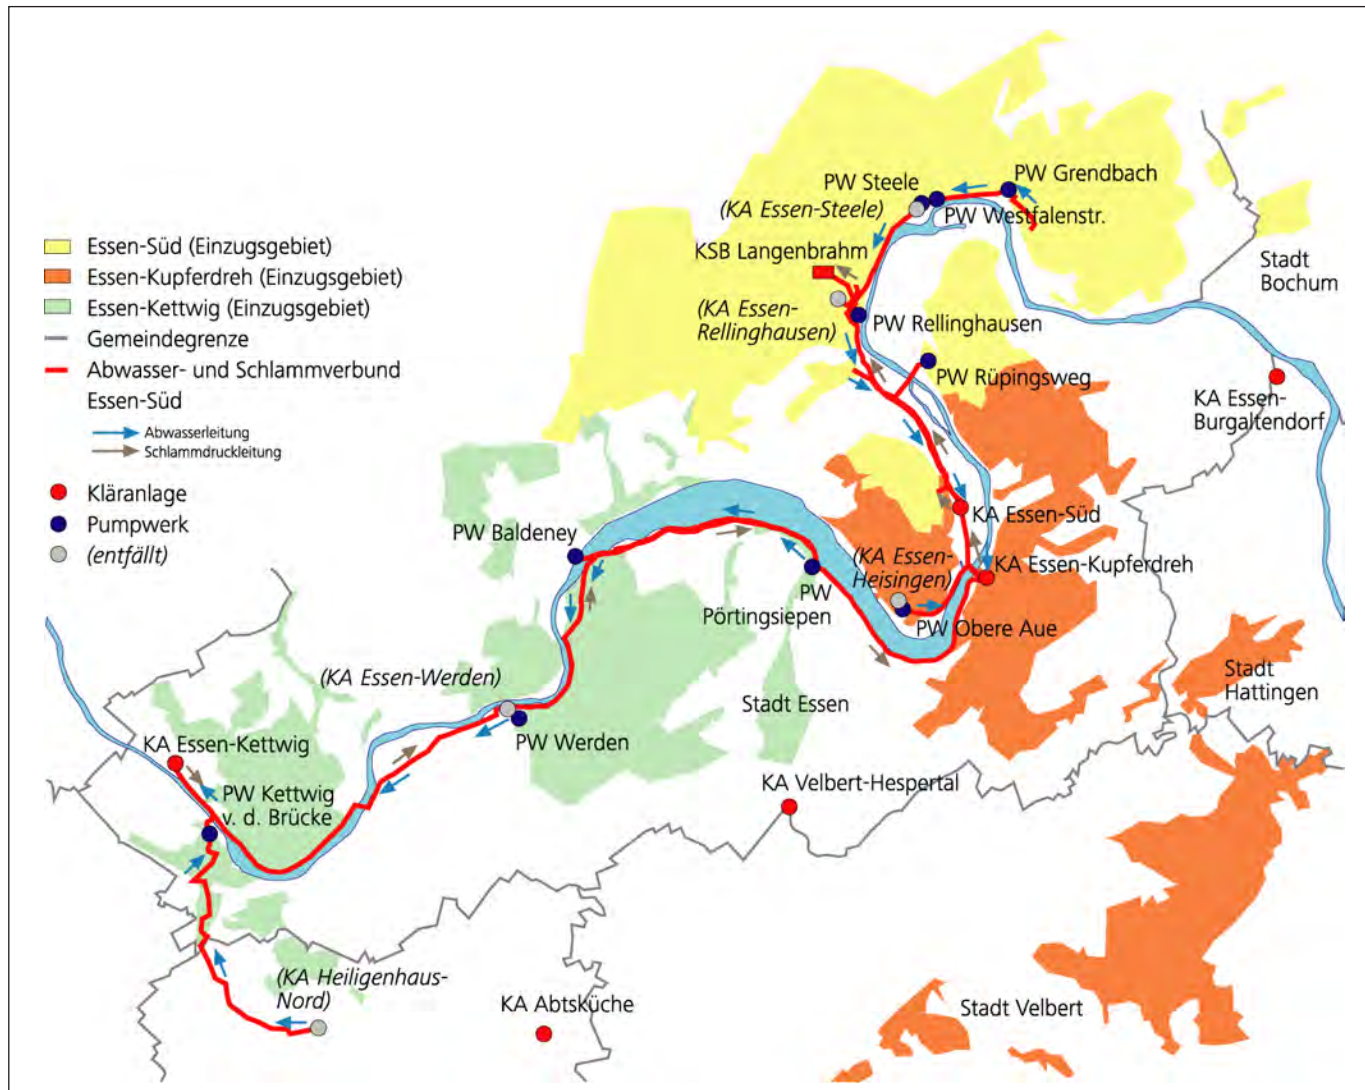 Essen-Süd (Einzugsgebiet)
Essen-Kupferdreh (Einzugsgebiet)
Essen-Kettwig (Einzugsgebiet)
Gemeindegrenze
Abwasser- und Schlammverbund
Essen-Süd
Abwasserleitung
Schlammdruckleitung
Kläranlage
Pumpwerk
(entfällt)
PW Grendbach
PW Steele
(KA Essen-Steele)
PW Westfalenstr.
KSB Langenbrahm
(KA Essen-
Rellinghausen)
PW Rellinghausen
PW Rüpingsweg
Stadt
Bochum
KA Essen-
Burgaltendorf
KA Essen-Süd
KA Essen-Kupferdreh
(KA Essen-
Heisingen)
PW Obere Aue
PW Baldeney
PW
Pörtingsiepen
(KA Essen-Werden)
PW Werden
Stadt Essen
Stadt
Hattingen
KA Essen-Kettwig
PW Kettwig
v. d. Brücke
KA Velbert-Hespertal
(KA Heiligenhaus-
Nord)
KA Abtsküche
Stadt Velbert